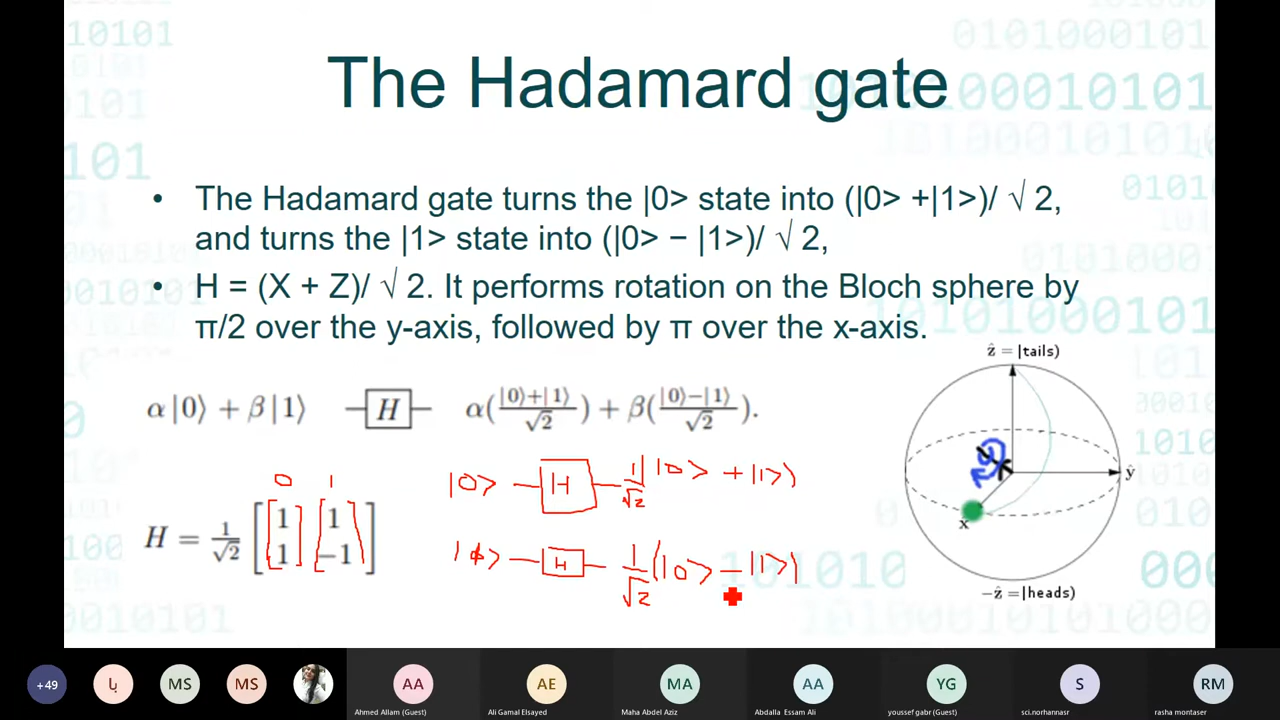 The Hadamard gate
• The Hadamard gate turns the |0> state into (|0> +|1>)/ √ 2,
and turns the |1> state into (|0> − |1>)/ √ 2,
• H = (X + Z)/ √ 2. It performs rotation on the Bloch sphere by
π/2 over the y-axis, followed by π over the x-axis.
ẑ = |tails⟩
α|0⟩ + β|1⟩ H α(|0⟩+|1⟩/√2) + β(|0⟩−|1⟩/√2).
ŷ
x
−ẑ = |heads⟩
0 1
H = 1/√2 [1 1
1 −1]
|0> H 1/√2 |0> + |1>)
H 1/√2 (|0> − |1>)
+49
پا
MS
MS
AA
Ahmed Allam (Guest)
AE
Ali Gamal Elsayed
MA
Maha Abdel Aziz
AA
Abdalla Essam Ali
YG
youssef gabr (Guest)
S
sci.norhannasr
RM
rasha montaser